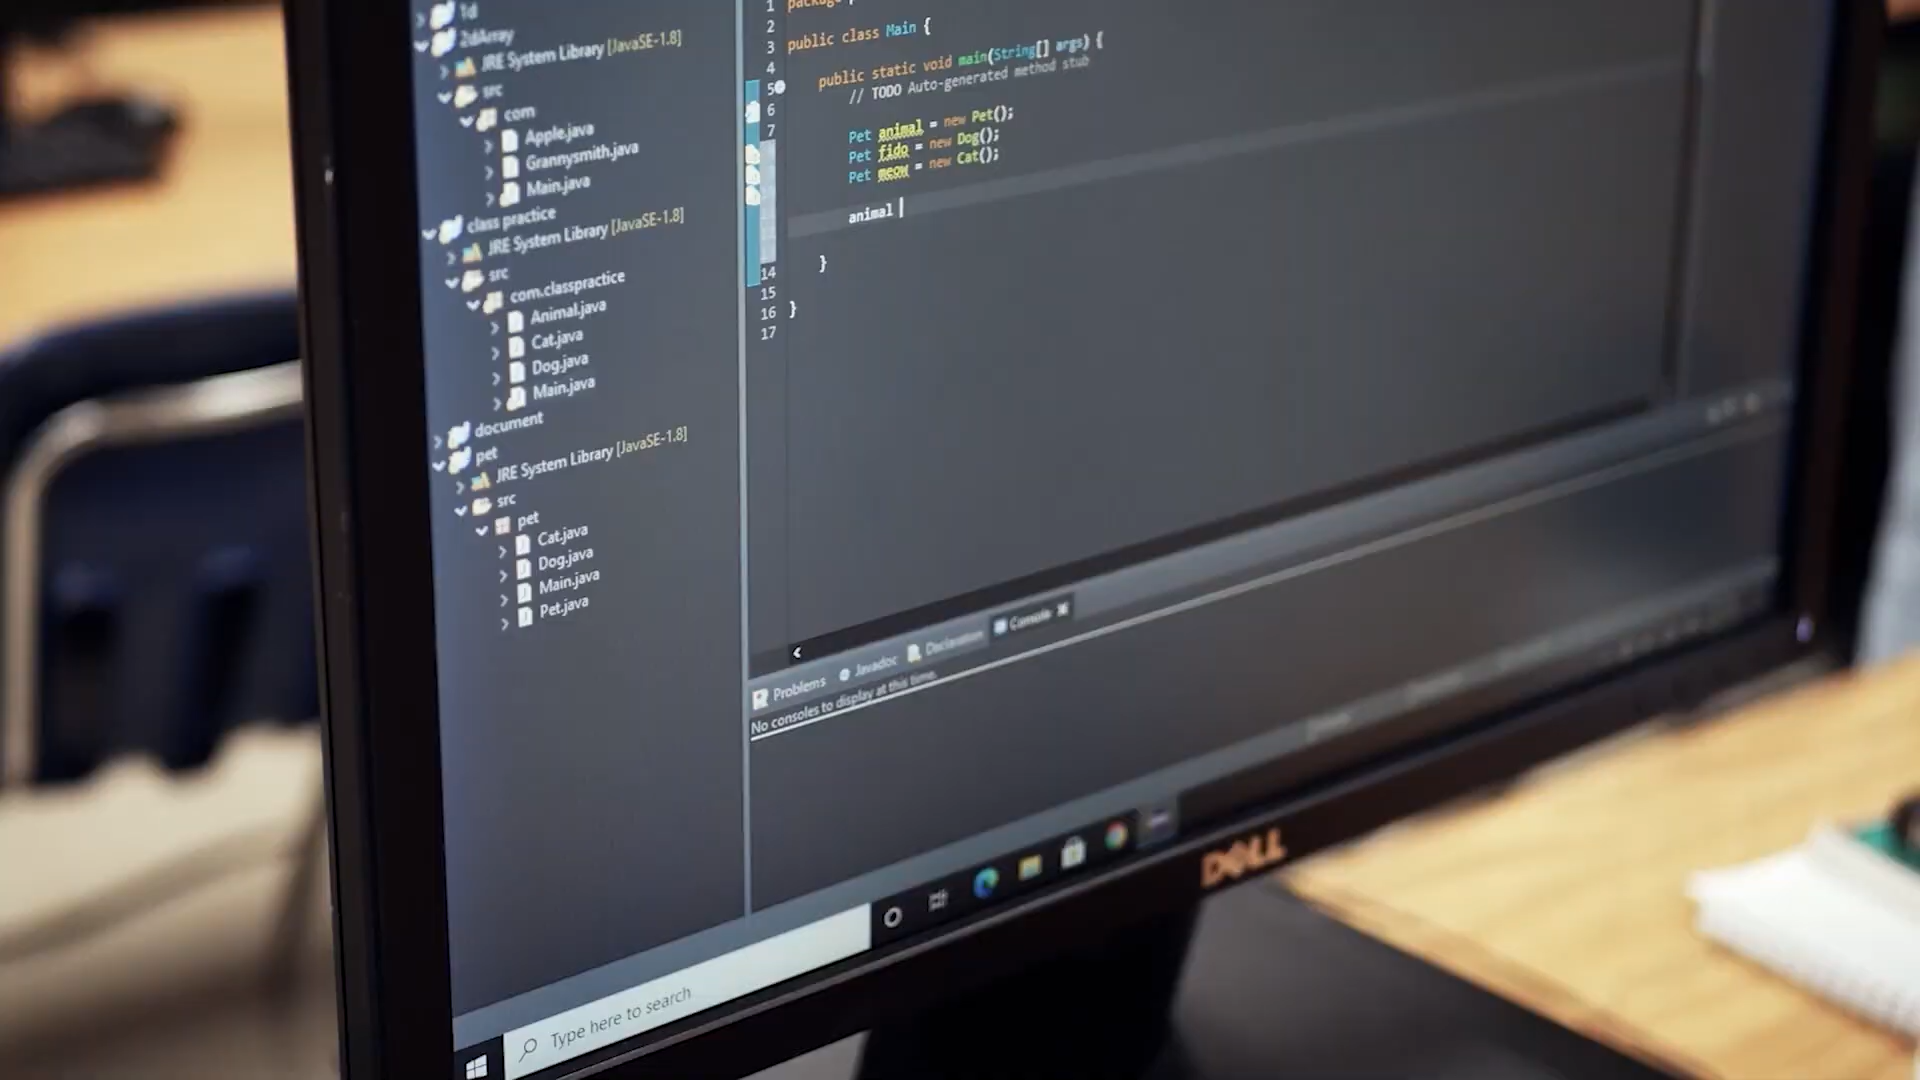 1d
2dArray
JRE System Library [JavaSE-1.8]
src
com
Apple.java
Grannysmith.java
Main.java
class practice
JRE System Library [JavaSE-1.8]
src
com.classpractice
Animal.java
Cat.java
Dog.java
Main.java
document
pet
JRE System Library [JavaSE-1.8]
src
pet
Cat.java
Dog.java
Main.java
Pet.java
1 package
2
3 public class Main {
4
5 public static void main(String[] args) {
6 // TODO Auto-generated method stub
7
Pet animal = new Pet();
Pet fido = new Dog();
Pet meow = new Cat();
animal
14 }
15
16 }
17
Problems Javadoc Declaration Console
No consoles to display at this time.
Type here to search
DELL